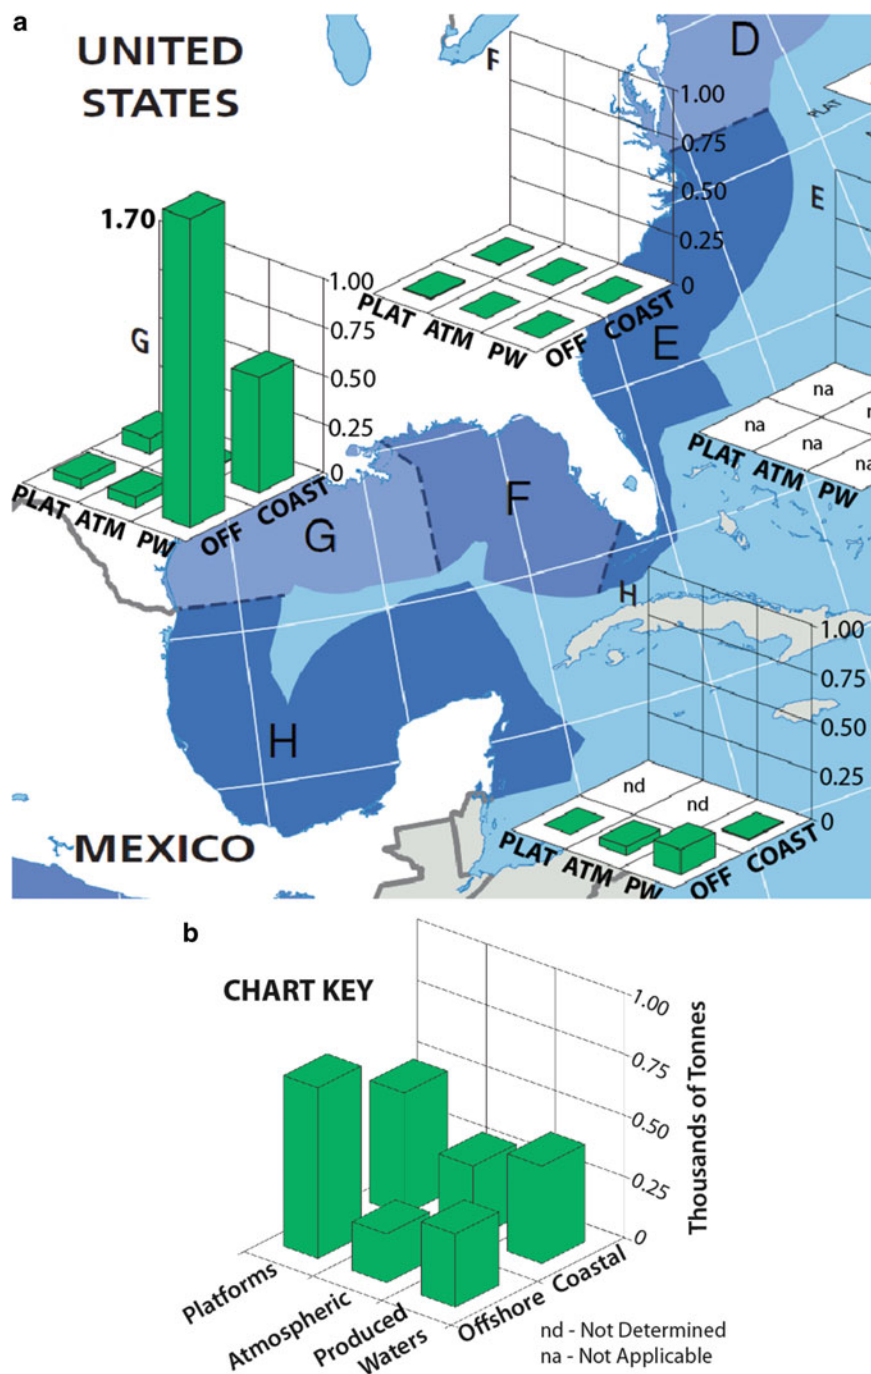 a
UNITED
STATES
D
F
1.00
0.75
0.50
0.25
0
PLAT ATM PW OFF COAST
PLAT
E
E
na
na
na
na
na
PLAT ATM PW
1.70
G
1.00
0.75
0.50
0.25
0
PLAT ATM PW OFF COAST
G
F
H
H
1.00
0.75
0.50
0.25
0
nd
nd
PLAT ATM PW OFF COAST
MEXICO
b
CHART KEY
1.00
0.75
0.50
0.25
0
Thousands of Tonnes
Platforms
Atmospheric
Produced
Waters
Offshore Coastal
nd - Not Determined
na - Not Applicable